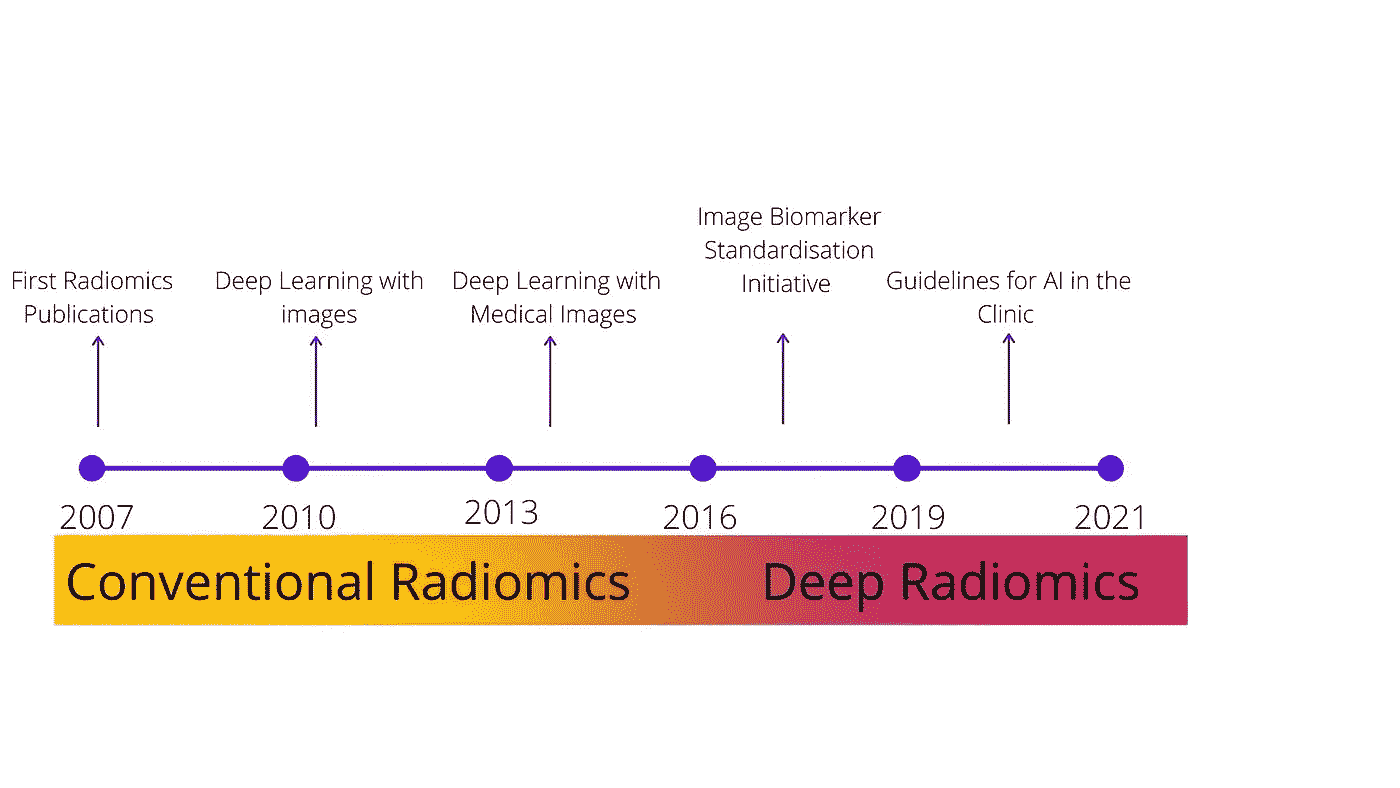 First Radiomics
Publications
Deep Learning with
images
Deep Learning with
Medical Images
Image Biomarker
Standardisation
Initiative
Guidelines for AI in the
Clinic
2007
2010
2013
2016
2019
2021
Conventional Radiomics
Deep Radiomics